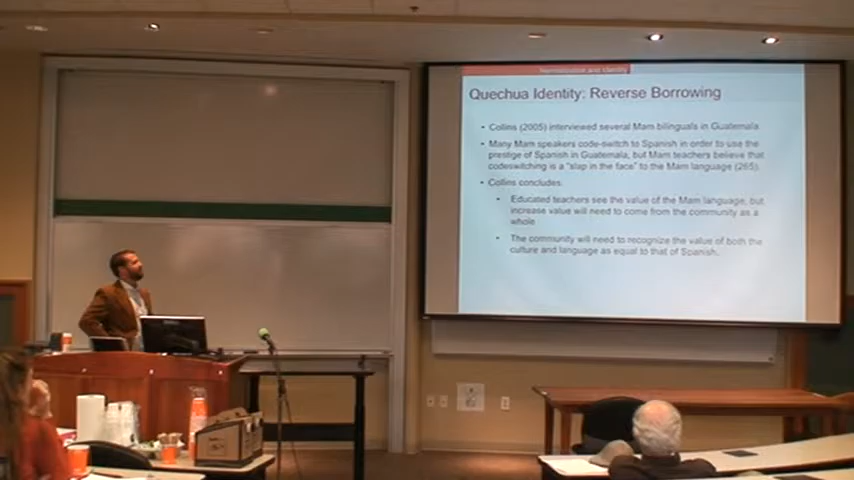 Normalization and Identity
Quechua Identity: Reverse Borrowing
• Collins (2005) interviewed several Mam bilinguals in Guatemala
• Many Mam speakers code-switch to Spanish in order to use the
prestige of Spanish in Guatemala, but Mam teachers believe that
codeswitching is a "slap in the face" to the Mam language (265).
• Collins concludes:
• Educated teachers see the value of the Mam language, but
increase value will need to come from the community as a
whole
• The community will need to recognize the value of both the
culture and language as equal to that of Spanish.